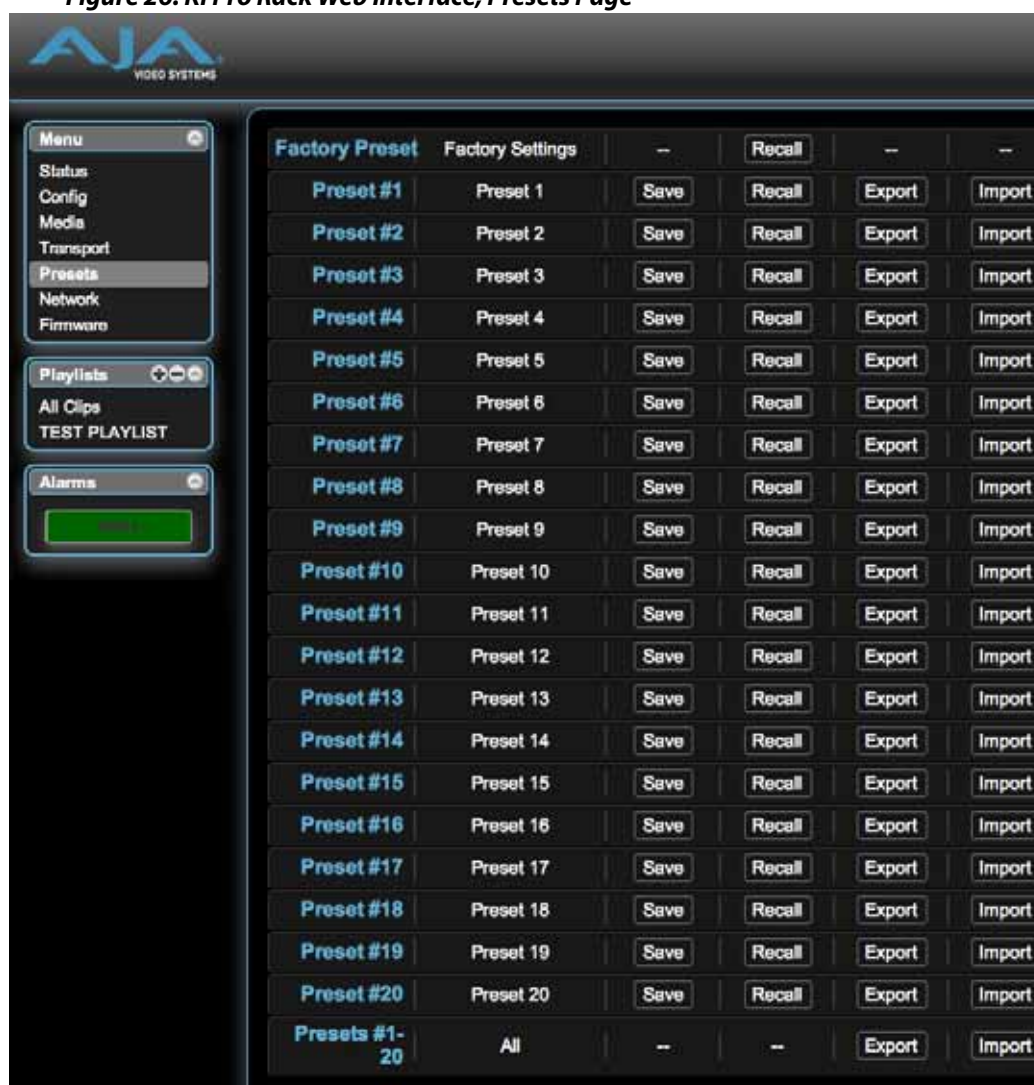 Figure 26. Ki Pro Rack Web Interface, Presets Page
AJA
VIDEO SYSTEMS
Menu
Status
Config
Media
Transport
Presets
Network
Firmware
Playlists
All Clips
TEST PLAYLIST
Alarms
Factory Preset Factory Settings -- Recall -- --
Preset #1 Preset 1 Save Recall Export Import
Preset #2 Preset 2 Save Recall Export Import
Preset #3 Preset 3 Save Recall Export Import
Preset #4 Preset 4 Save Recall Export Import
Preset #5 Preset 5 Save Recall Export Import
Preset #6 Preset 6 Save Recall Export Import
Preset #7 Preset 7 Save Recall Export Import
Preset #8 Preset 8 Save Recall Export Import
Preset #9 Preset 9 Save Recall Export Import
Preset #10 Preset 10 Save Recall Export Import
Preset #11 Preset 11 Save Recall Export Import
Preset #12 Preset 12 Save Recall Export Import
Preset #13 Preset 13 Save Recall Export Import
Preset #14 Preset 14 Save Recall Export Import
Preset #15 Preset 15 Save Recall Export Import
Preset #16 Preset 16 Save Recall Export Import
Preset #17 Preset 17 Save Recall Export Import
Preset #18 Preset 18 Save Recall Export Import
Preset #19 Preset 19 Save Recall Export Import
Preset #20 Preset 20 Save Recall Export Import
Presets #1-
20 All -- -- Export Import